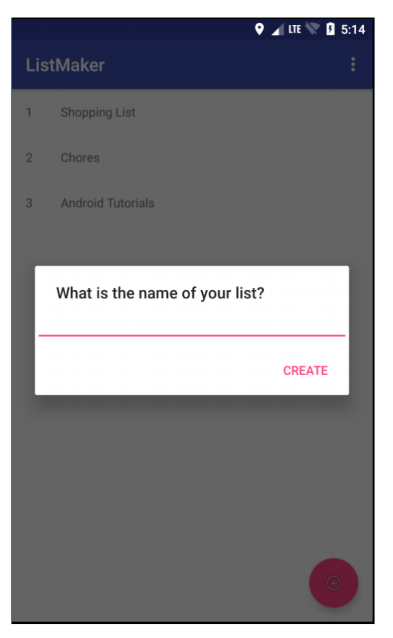 LTE 5:14
ListMaker
1 Shopping List
2 Chores
3 Android Tutorials
What is the name of your list?
CREATE